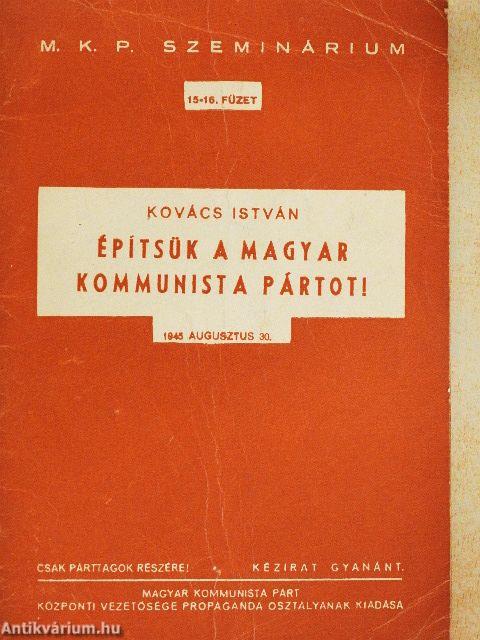 M. K. P. SZEMINÁRIUM
15-16. FÜZET
KOVÁCS ISTVÁN
ÉPÍTSÜK A MAGYAR
KOMMUNISTA PÁRTOT!
1945 AUGUSZTUS 30.
CSAK PÁRTTAGOK RÉSZÉRE! KÉZIRAT GYANÁNT.
MAGYAR KOMMUNISTA PÁRT
KÖZPONTI VEZETŐSÉGE PROPAGANDA OSZTÁLYÁNAK KIADÁSA
Antikvárium.hu